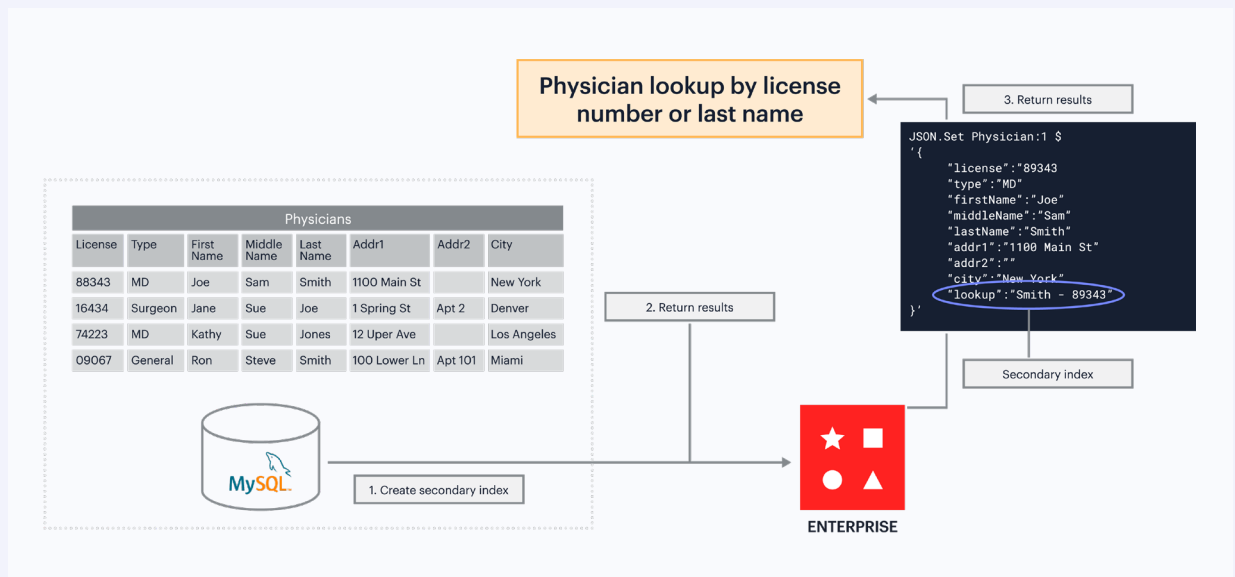 Physician lookup by license
number or last name
3. Return results
JSON.Set Physician:1 $
‘{
“license”:"89343
“type”:“MD”
“firstName”:“Joe”
“middleName”:“Sam”
“lastName”:“Smith”
“addr1”:“1100 Main St”
“addr2”:“”
“city”:“New York”
“lookup”:“Smith - 89343”
}’
Secondary index
Physicians
License Type First Name Middle Name Last Name Addr1 Addr2 City
88343 MD Joe Sam Smith 1100 Main St New York
16434 Surgeon Jane Sue Joe 1 Spring St Apt 2 Denver
74223 MD Kathy Sue Jones 12 Uper Ave Los Angeles
09067 General Ron Steve Smith 100 Lower Ln Apt 101 Miami
2. Return results
MySQL
1. Create secondary index
ENTERPRISE